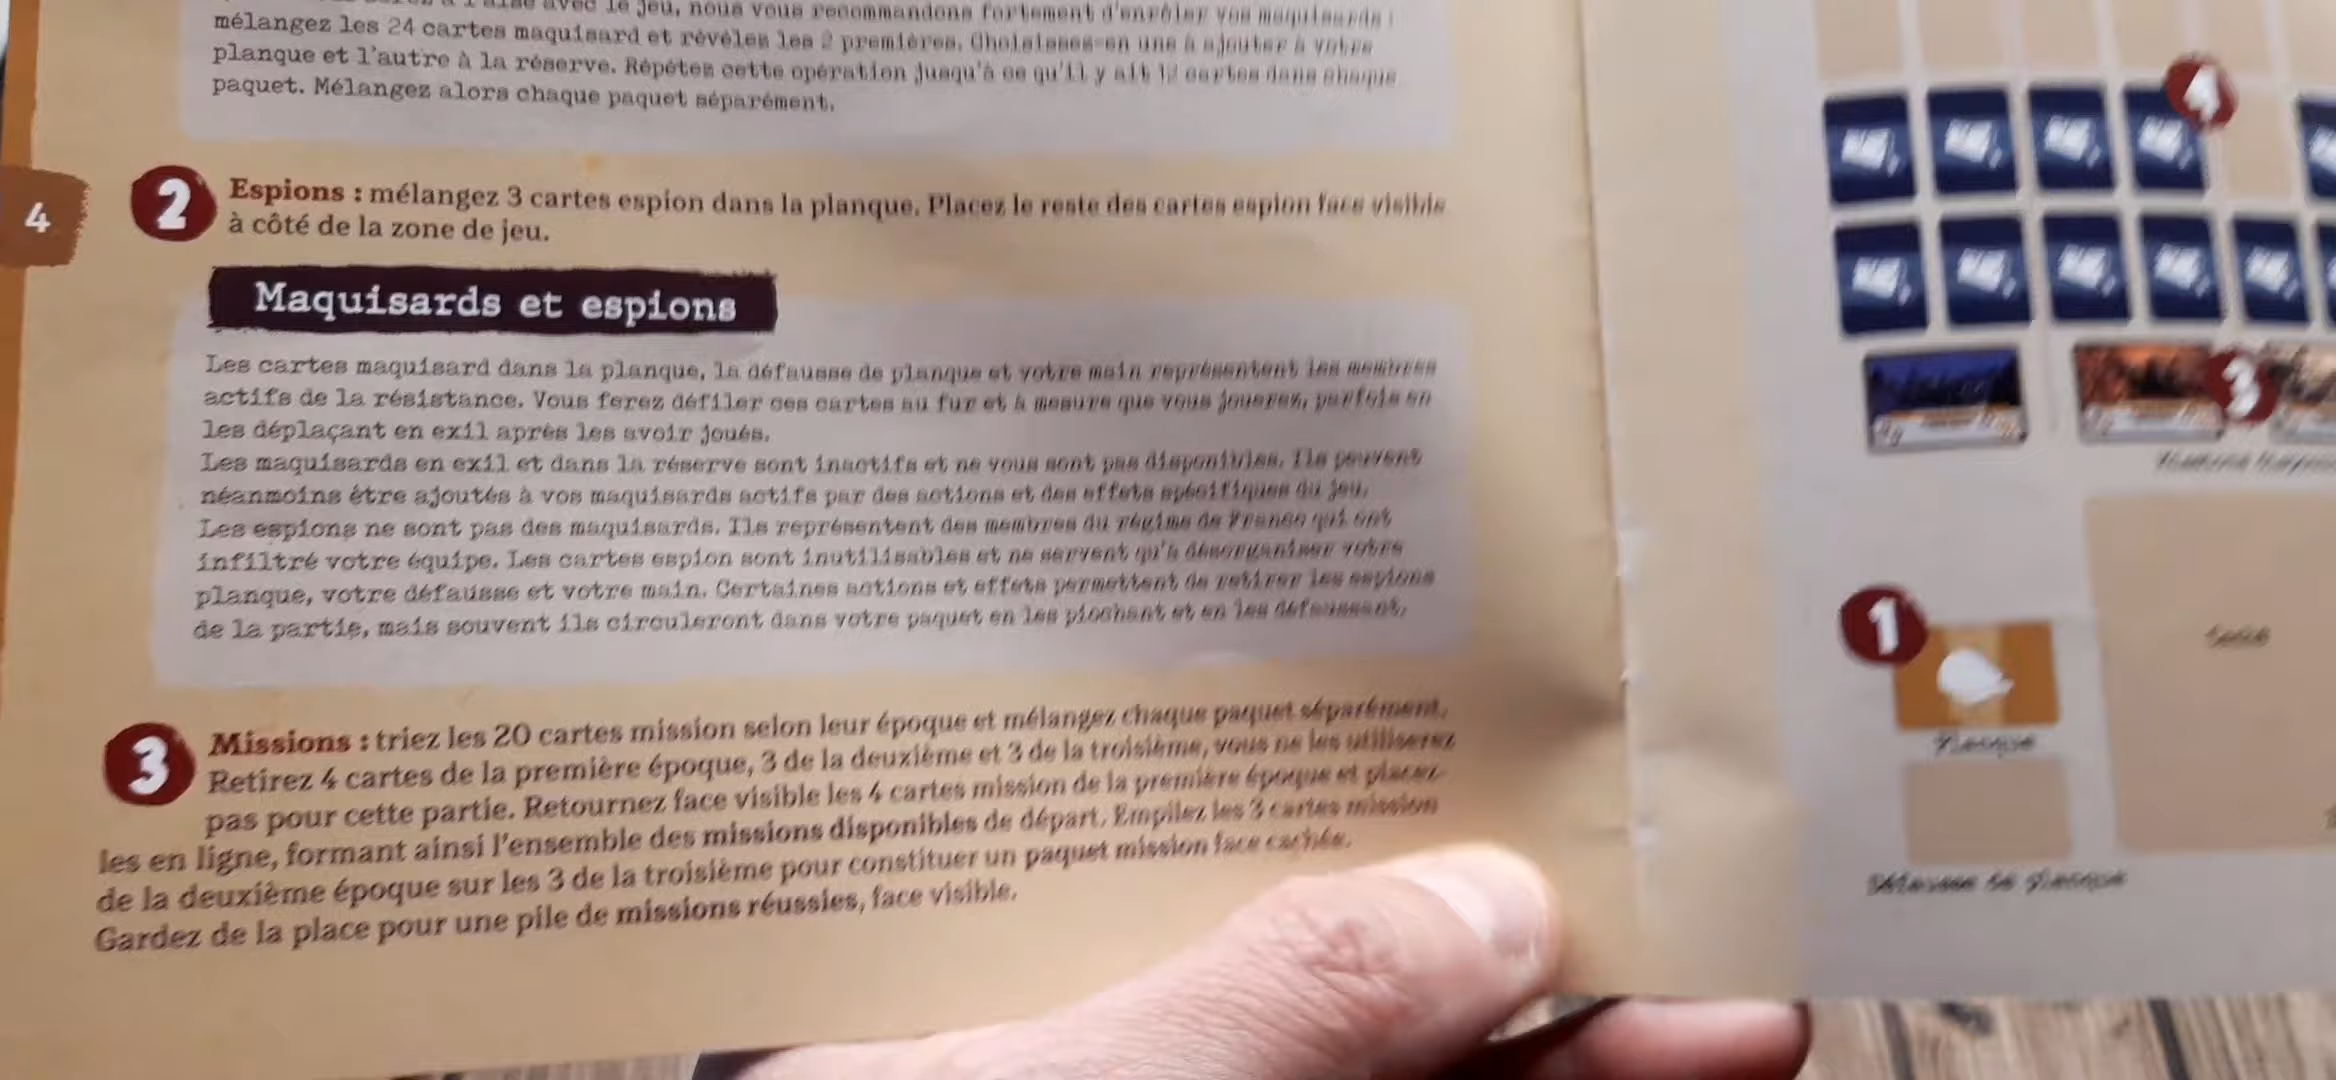 avec le jeu, nous vous recommandons fortement d'enrôler vos maquisards :
mélangez les 24 cartes maquisard et révélez les 2 premières. Choisissez-en une à ajouter à votre
planque et l'autre à la réserve. Répétez cette opération jusqu'à ce qu'il y ait 12 cartes dans chaque
paquet. Mélangez alors chaque paquet séparément.
4
2
Espions : mélangez 3 cartes espion dans la planque. Placez le reste des cartes espion face visible
à côté de la zone de jeu.
Maquisards et espions
Les cartes maquisard dans la planque, la défausse de planque et votre main représentent les membres
actifs de la résistance. Vous ferez défiler ces cartes au fur et à mesure que vous jouerez, parfois en
les déplaçant en exil après les avoir joués.
Les maquisards en exil et dans la réserve sont inactifs et ne vous sont pas disponibles. Ils peuvent
néanmoins être ajoutés à vos maquisards actifs par des actions et des effets spécifiques du jeu.
Les espions ne sont pas des maquisards. Ils représentent des membres du régime de Franco qui ont
infiltré votre équipe. Les cartes espion sont inutilisables et ne servent qu'à désorganiser votre
planque, votre défausse et votre main. Certaines actions et effets permettent de retirer les espions
de la partie, mais souvent ils circuleront dans votre paquet en les piochant et en les défaussant.
3
Missions : triez les 20 cartes mission selon leur époque et mélangez chaque paquet séparément.
Retirez 4 cartes de la première époque, 3 de la deuxième et 3 de la troisième, vous ne les utiliserez
pas pour cette partie. Retournez face visible les 4 cartes mission de la première époque et placez-
les en ligne, formant ainsi l'ensemble des missions disponibles de départ. Empilez les 3 cartes mission
de la deuxième époque sur les 3 de la troisième pour constituer un paquet mission face cachée.
Gardez de la place pour une pile de missions réussies, face visible.
4
3
1
Planque
Défausse de planque